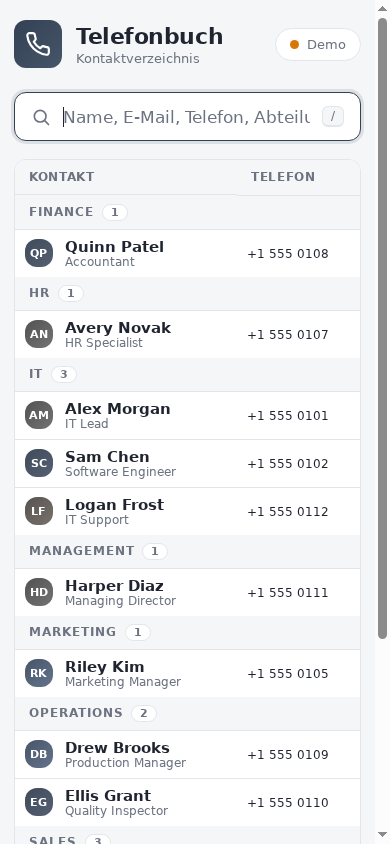 Telefonbuch
Kontaktverzeichnis
Demo
Name, E-Mail, Telefon, Abteilu
/
KONTAKT TELEFON
FINANCE 1
QP Quinn Patel +1 555 0108
Accountant
HR 1
AN Avery Novak +1 555 0107
HR Specialist
IT 3
AM Alex Morgan +1 555 0101
IT Lead
SC Sam Chen +1 555 0102
Software Engineer
LF Logan Frost +1 555 0112
IT Support
MANAGEMENT 1
HD Harper Diaz +1 555 0111
Managing Director
MARKETING 1
RK Riley Kim +1 555 0105
Marketing Manager
OPERATIONS 2
DB Drew Brooks +1 555 0109
Production Manager
EG Ellis Grant +1 555 0110
Quality Inspector
SALES 3